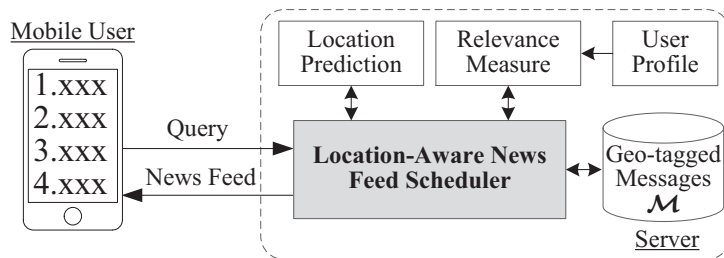 Mobile User
1.xxx
2.xxx
3.xxx
4.xxx
Query
News Feed
Location
Prediction
Relevance
Measure
User
Profile
Location-Aware News
Feed Scheduler
Geo-tagged
Messages
ℳ
Server